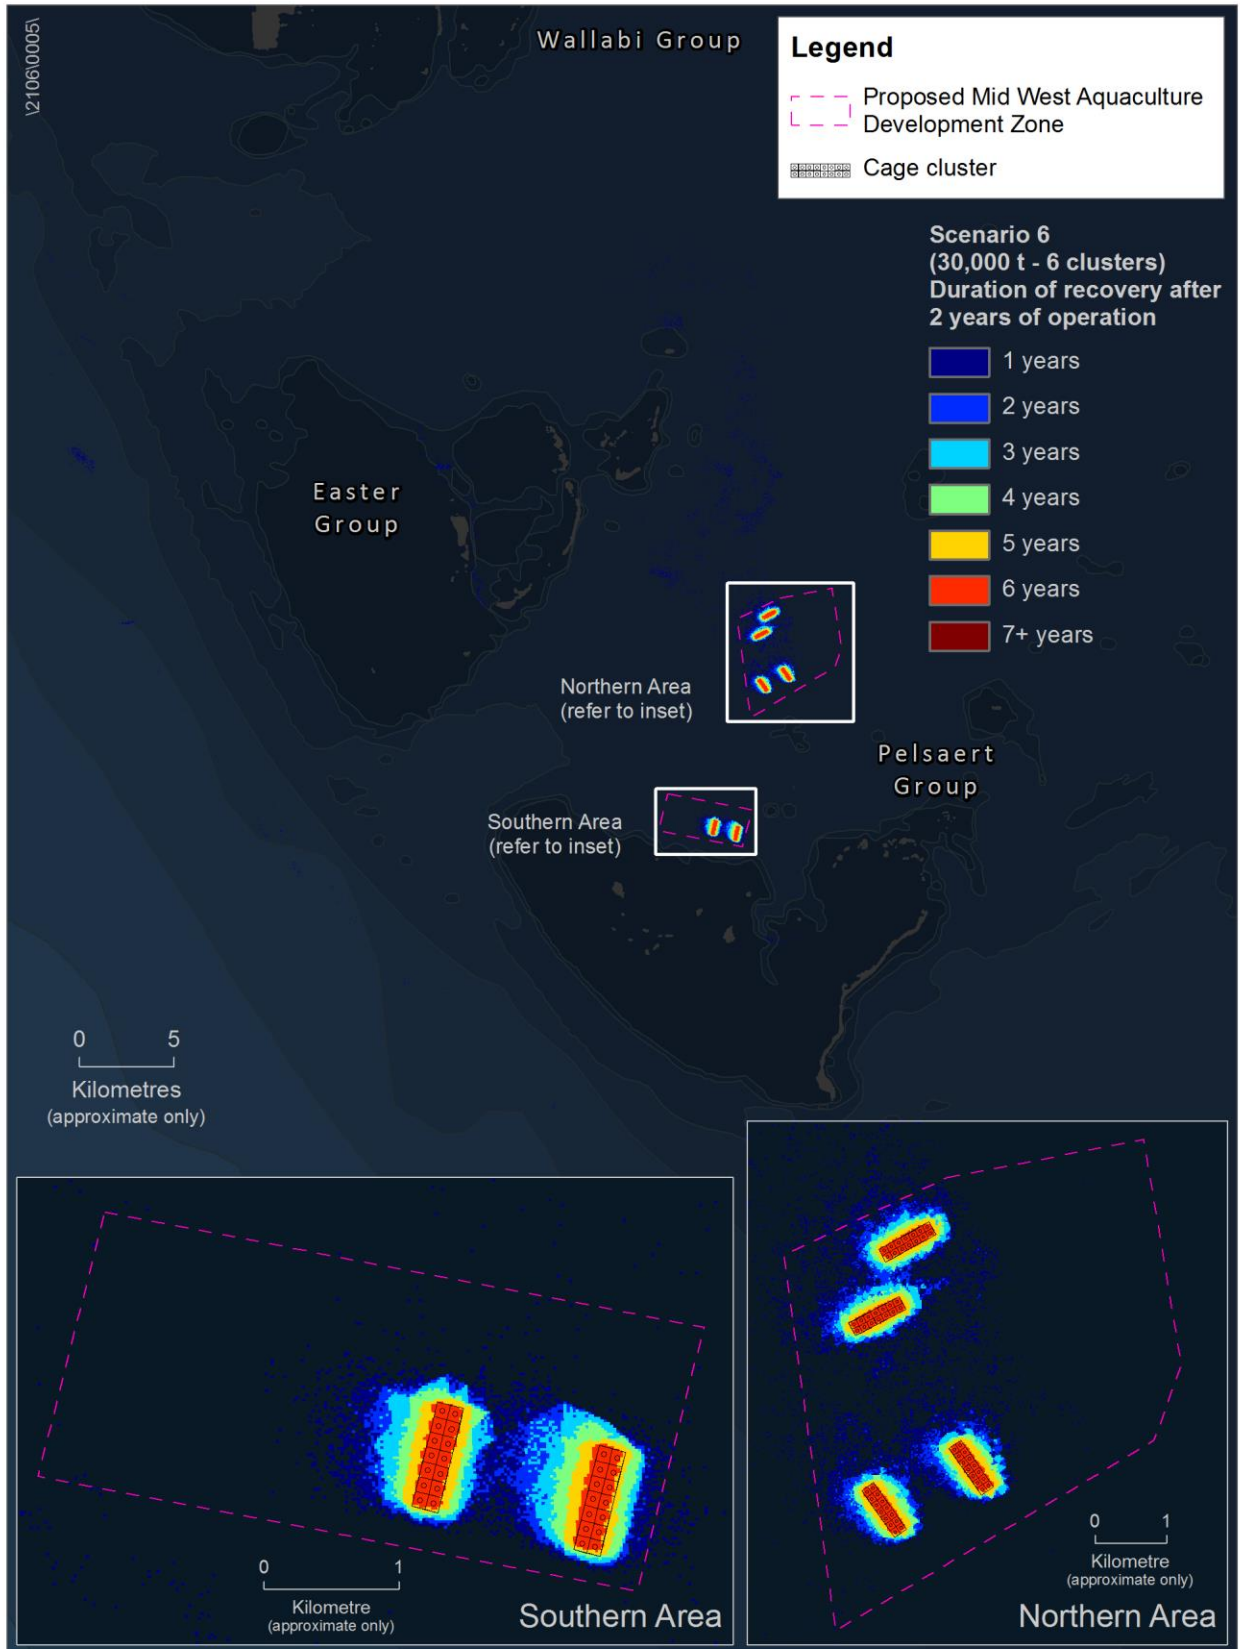 \2106\0005\
Wallabi Group
Legend
Proposed Mid West Aquaculture
Development Zone
Cage cluster
Scenario 6
(30,000 t - 6 clusters)
Duration of recovery after
2 years of operation
1 years
2 years
3 years
4 years
5 years
6 years
7+ years
Easter
Group
Northern Area
(refer to inset)
Pelsaert
Group
Southern Area
(refer to inset)
0 5
Kilometres
(approximate only)
0 1
Kilometre
(approximate only)
Southern Area
0 1
Kilometre
(approximate only)
Northern Area